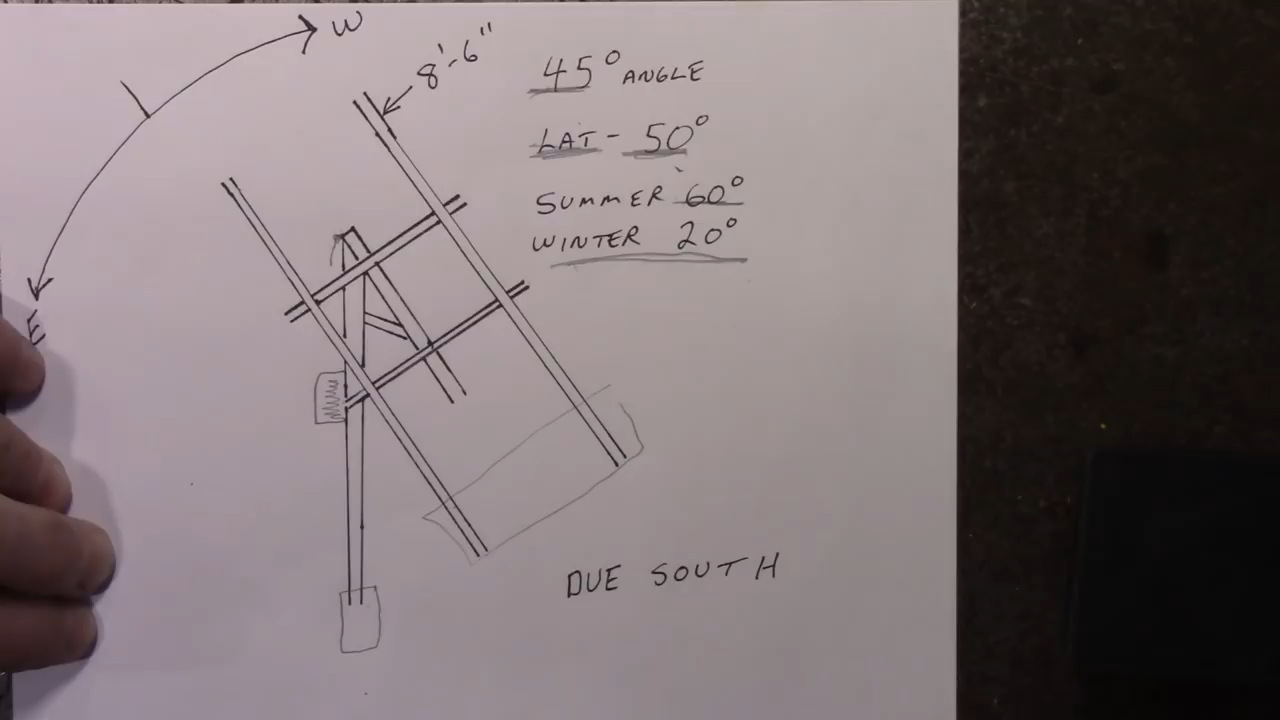 W
8'-6"
45° ANGLE
LAT - 50°
SUMMER 60°
WINTER 20°
E
DUE SOUTH